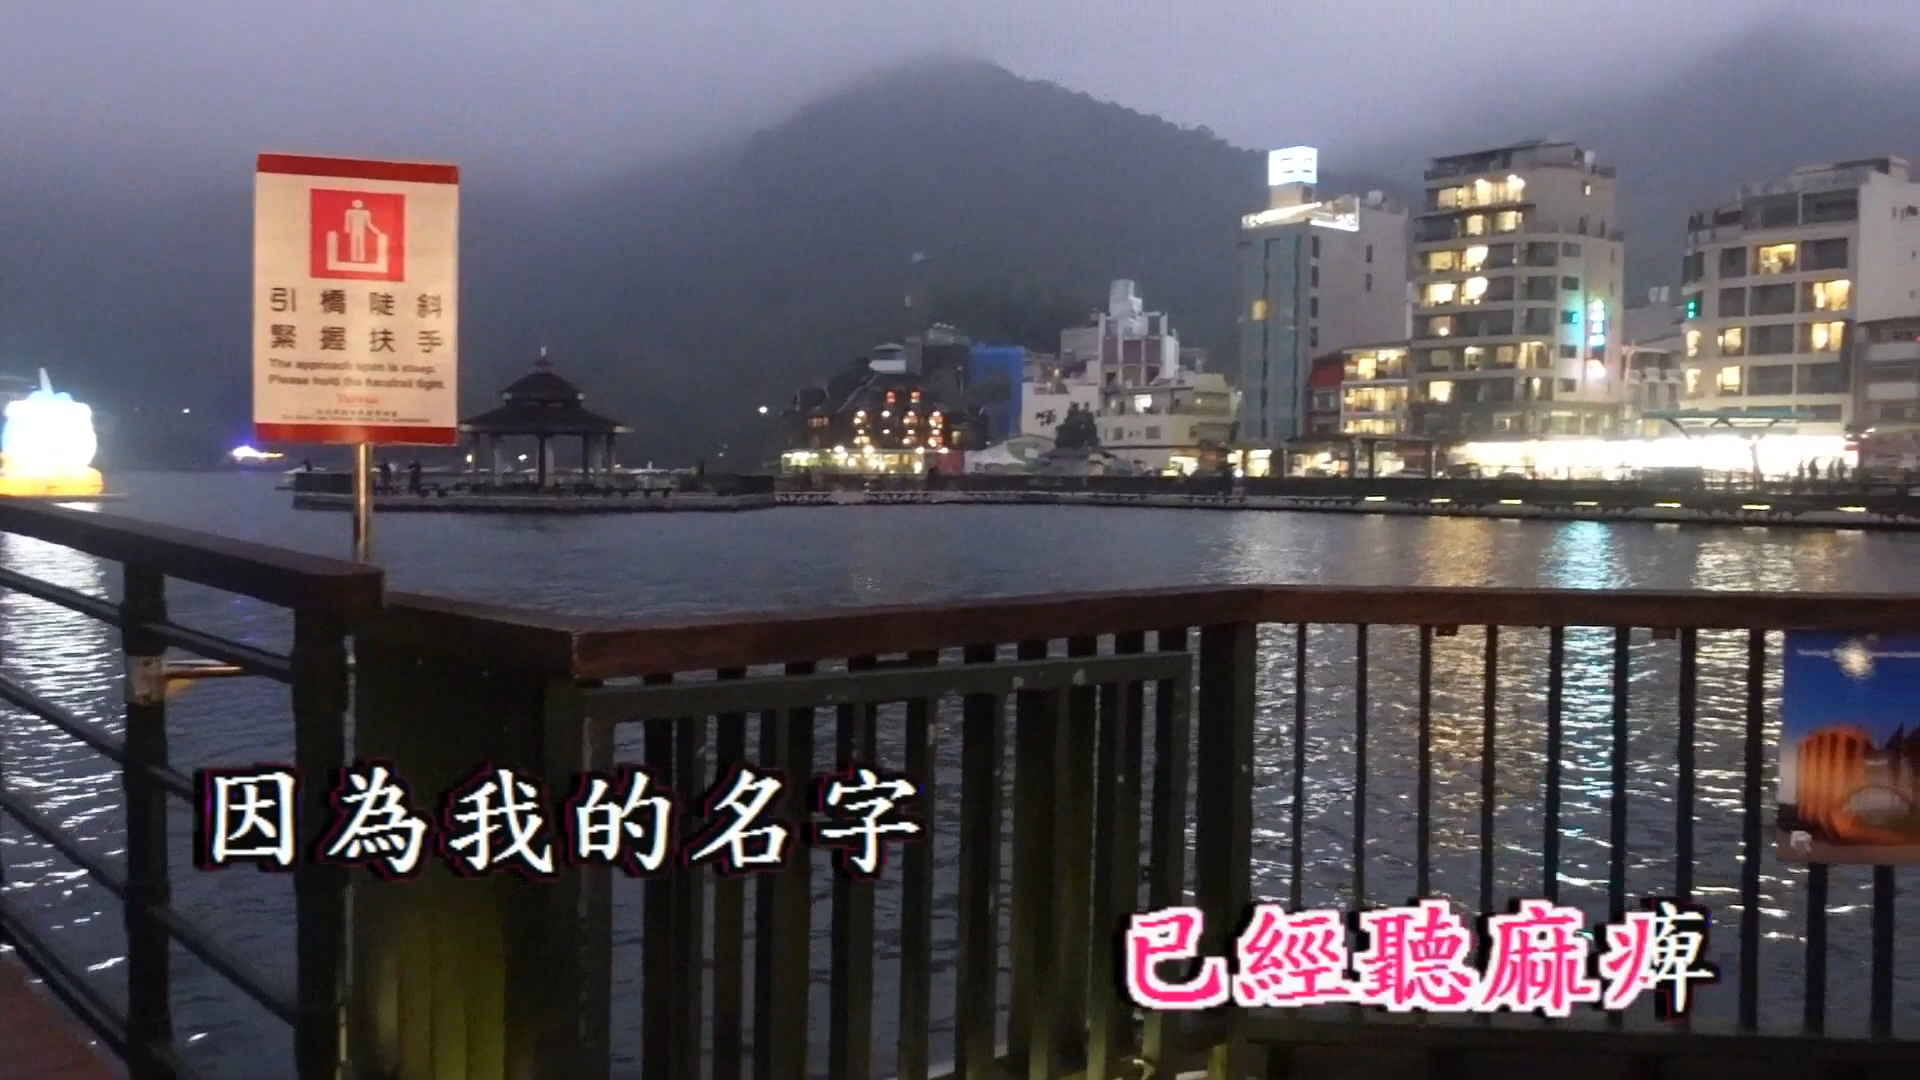 引橋陡斜
緊握扶手
The approach span is steep.
Please hold the handrail tight.
因為我的名字
已經聽麻痺